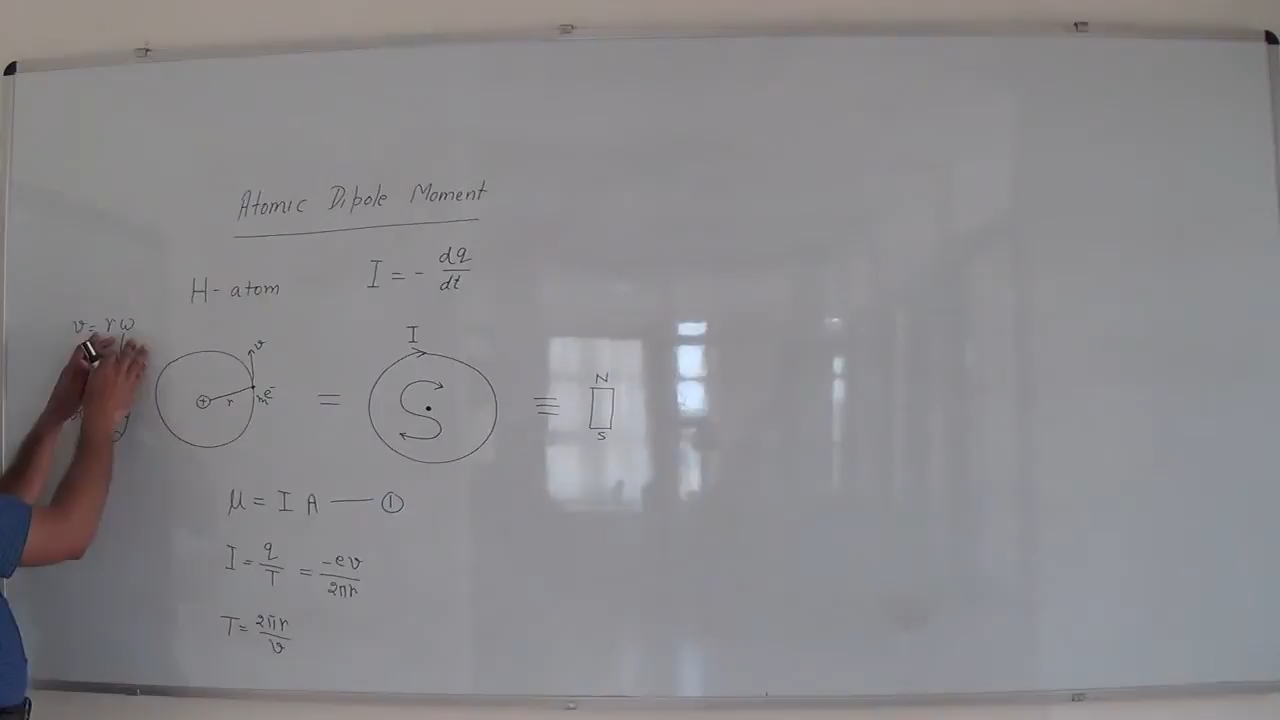 Atomic Dipole Moment
H-atom
I = - dq/dt
v = rω
v
+
r
m e⁻
=
I
≡
N
S
μ = I A —— ①
I = q/T = -ev/2πr
T = 2πr/v